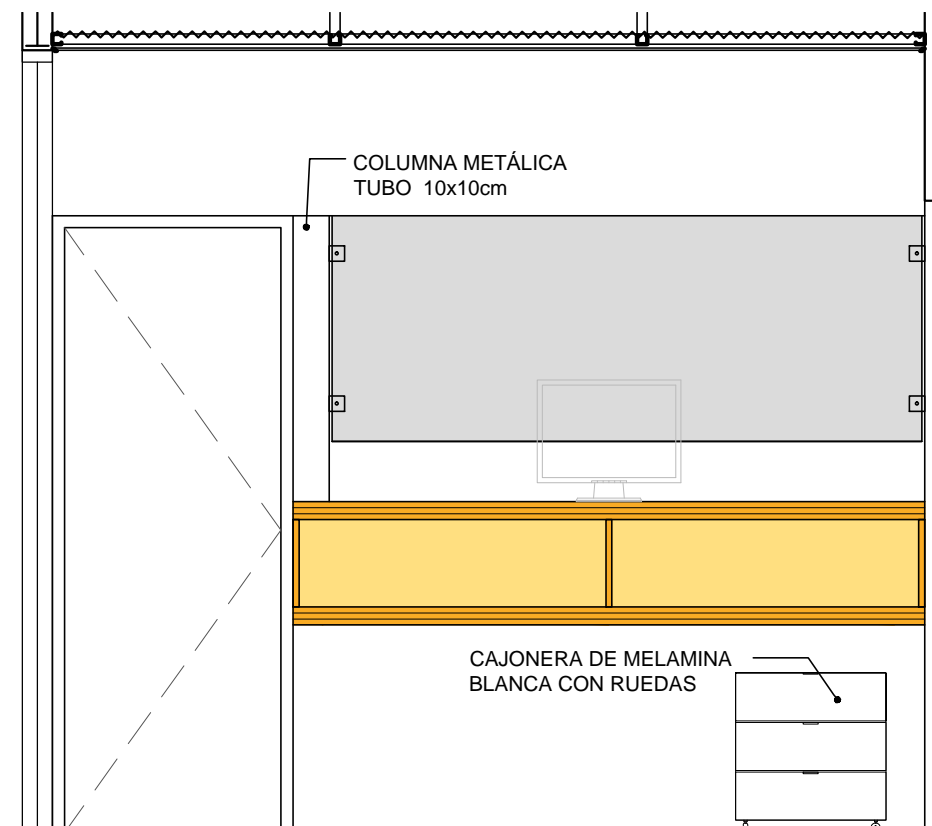 COLUMNA METÁLICA
TUBO 10x10cm
CAJONERA DE MELAMINA
BLANCA CON RUEDAS